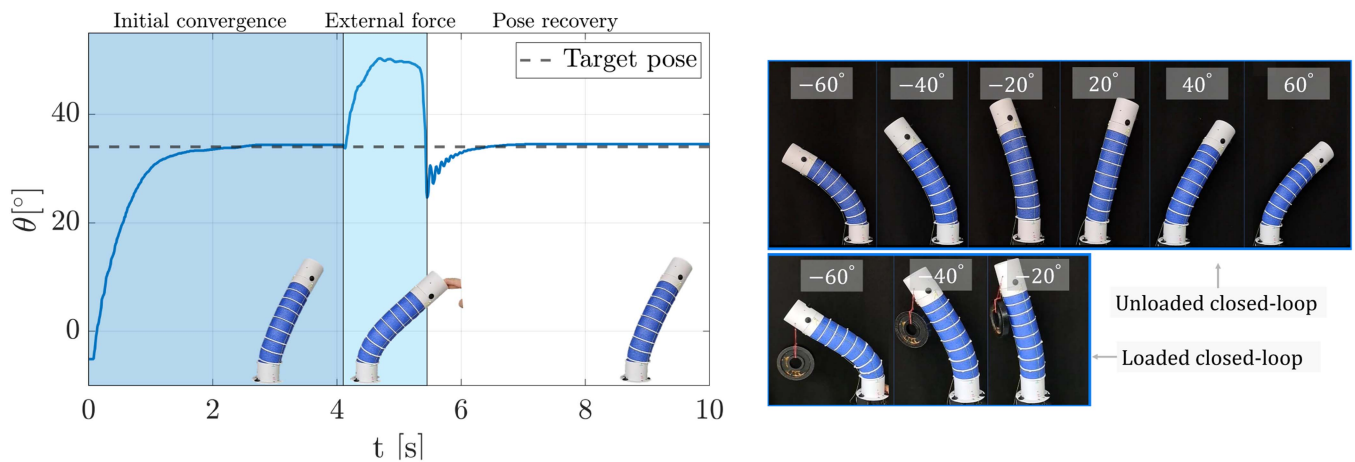 Initial convergence External force Pose recovery
Target pose
40
20
0
θ[°]
0 2 4 6 8 10
t [s]
−60° −40° −20° 20° 40° 60°
−60° −40° −20°
Unloaded closed-loop
Loaded closed-loop